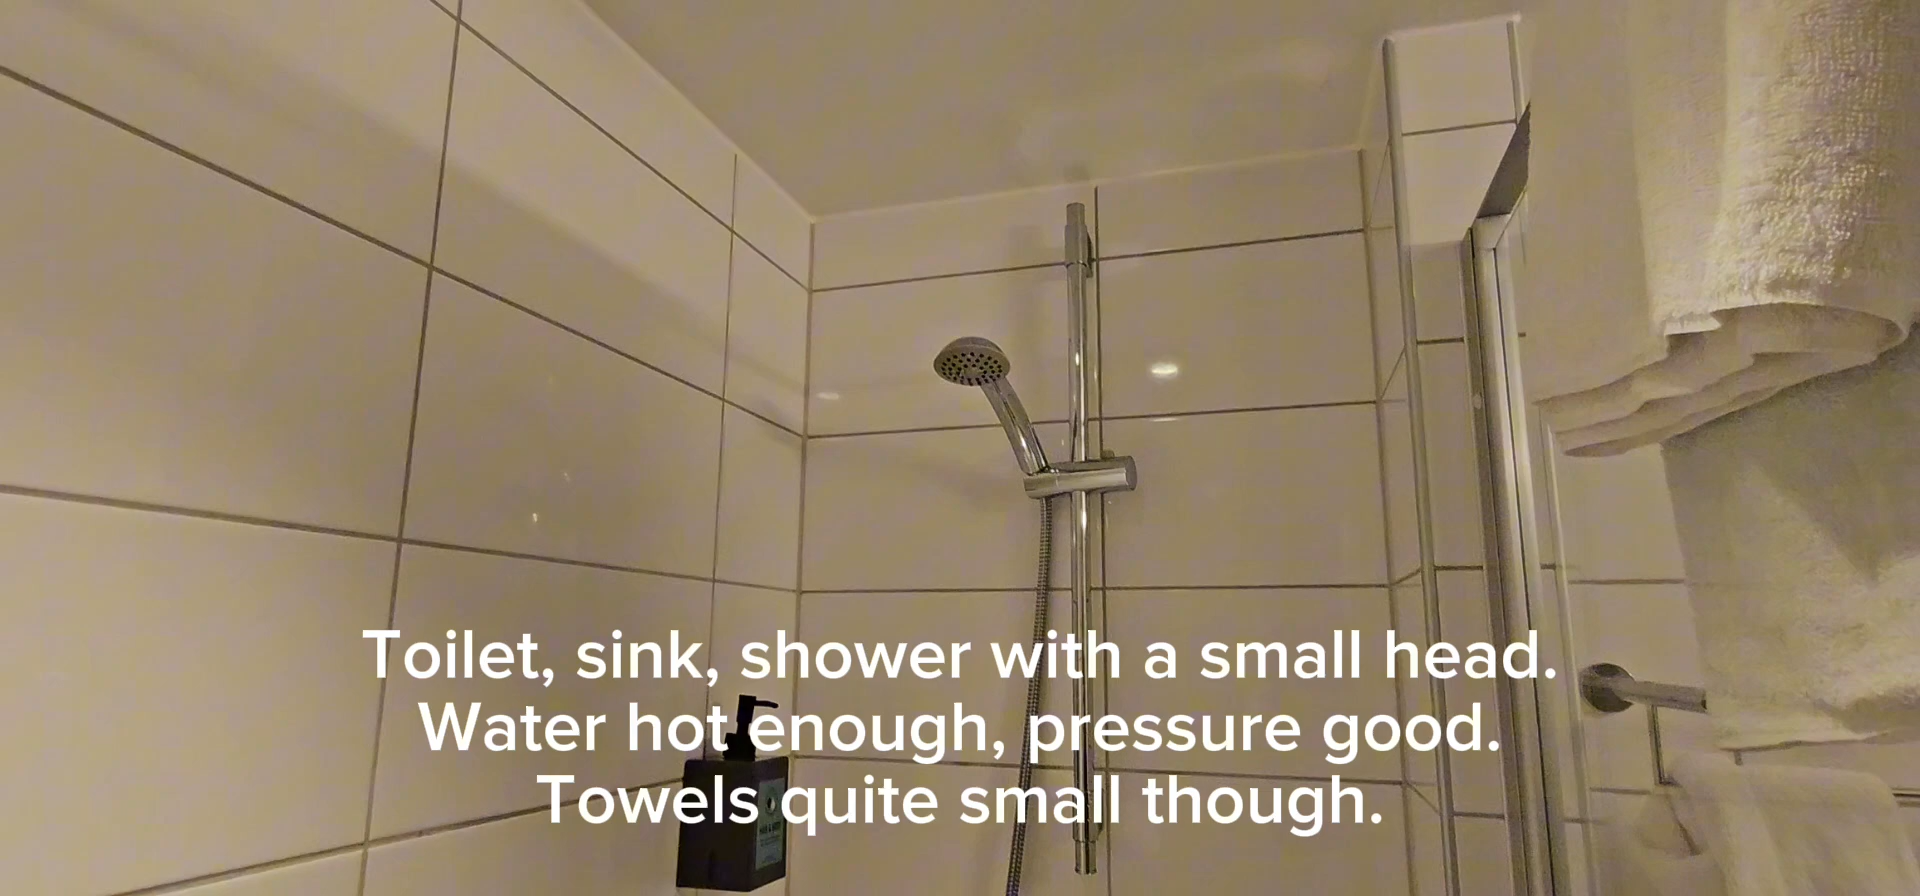 Toilet, sink, shower with a small head.
Water hot enough, pressure good.
Towels quite small though.